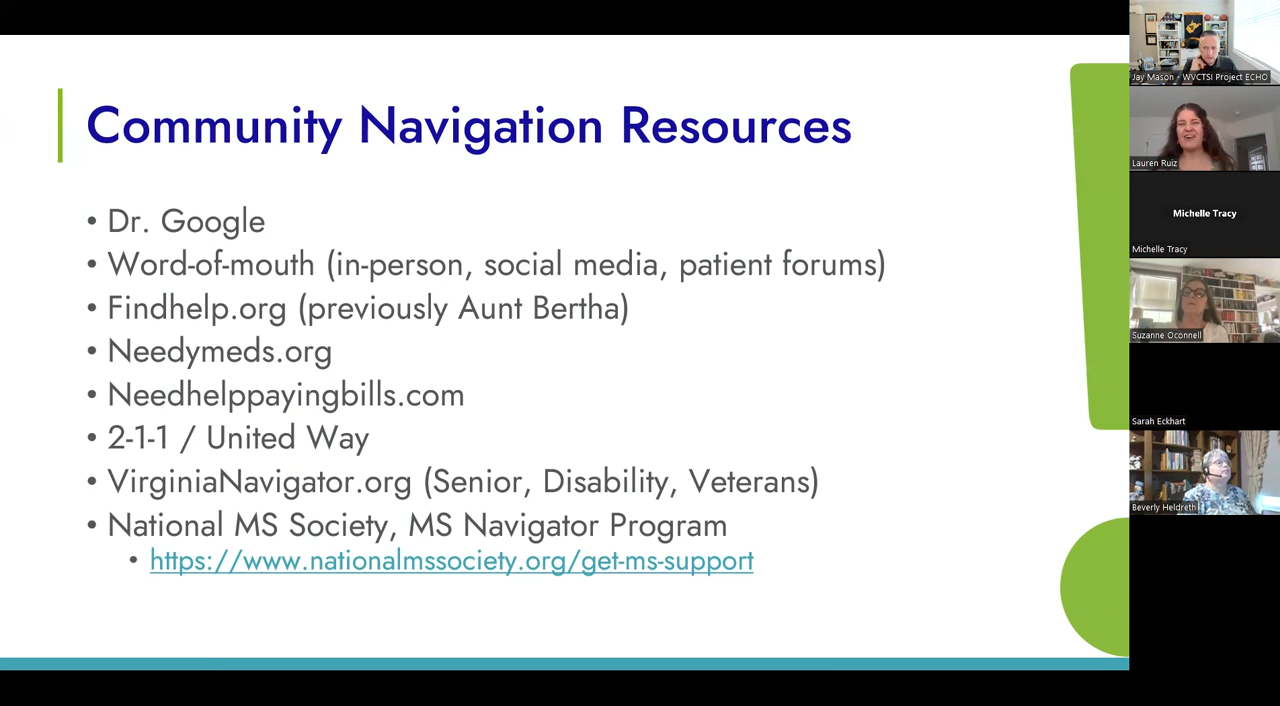 Community Navigation Resources
• Dr. Google
• Word-of-mouth (in-person, social media, patient forums)
• Findhelp.org (previously Aunt Bertha)
• Needymeds.org
• Needhelppayingbills.com
• 2-1-1 / United Way
• VirginiaNavigator.org (Senior, Disability, Veterans)
• National MS Society, MS Navigator Program
• https://www.nationalmssociety.org/get-ms-support
Jay Mason - WVCTSI Project ECHO
Lauren Ruiz
Michelle Tracy
Michelle Tracy
Suzanne Oconnell
Sarah Eckhart
Beverly Heldreth